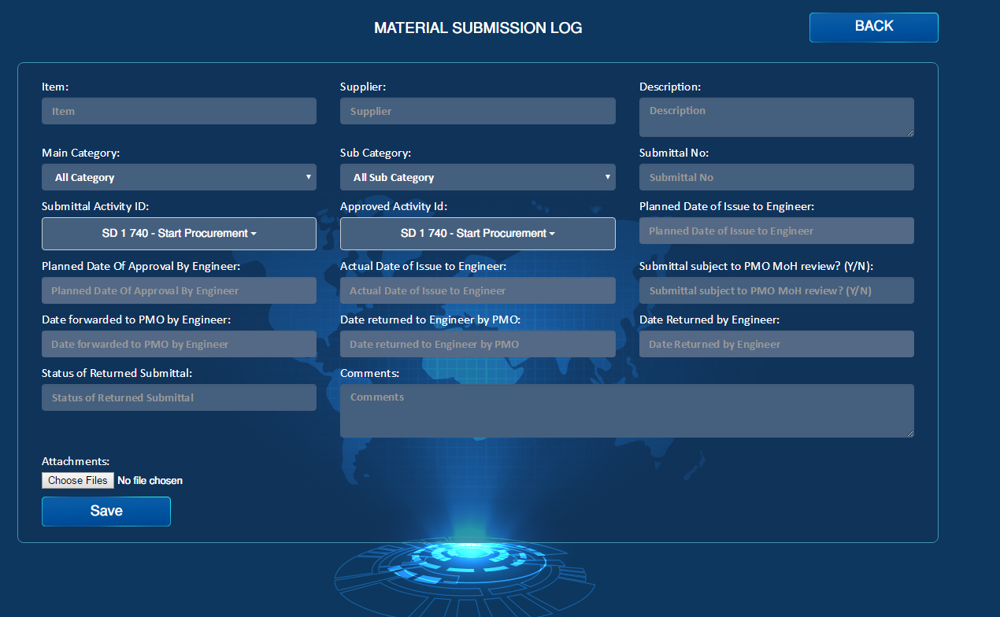 MATERIAL SUBMISSION LOG
BACK
Item:
Supplier:
Description:
Item
Supplier
Description
Main Category:
Sub Category:
Submittal No:
All Category
All Sub Category
Submittal No
Submittal Activity ID:
Approved Activity Id:
Planned Date of Issue to Engineer:
SD 1 740 - Start Procurement
SD 1 740 - Start Procurement
Planned Date of Issue to Engineer
Planned Date Of Approval By Engineer:
Actual Date of Issue to Engineer:
Submittal subject to PMO MoH review? (Y/N):
Planned Date Of Approval By Engineer
Actual Date of Issue to Engineer
Submittal subject to PMO MoH review? (Y/N)
Date forwarded to PMO by Engineer:
Date returned to Engineer by PMO:
Date Returned by Engineer:
Date forwarded to PMO by Engineer
Date returned to Engineer by PMO
Date Returned by Engineer
Status of Returned Submittal:
Comments:
Status of Returned Submittal
Comments
Attachments:
Choose Files No file chosen
Save